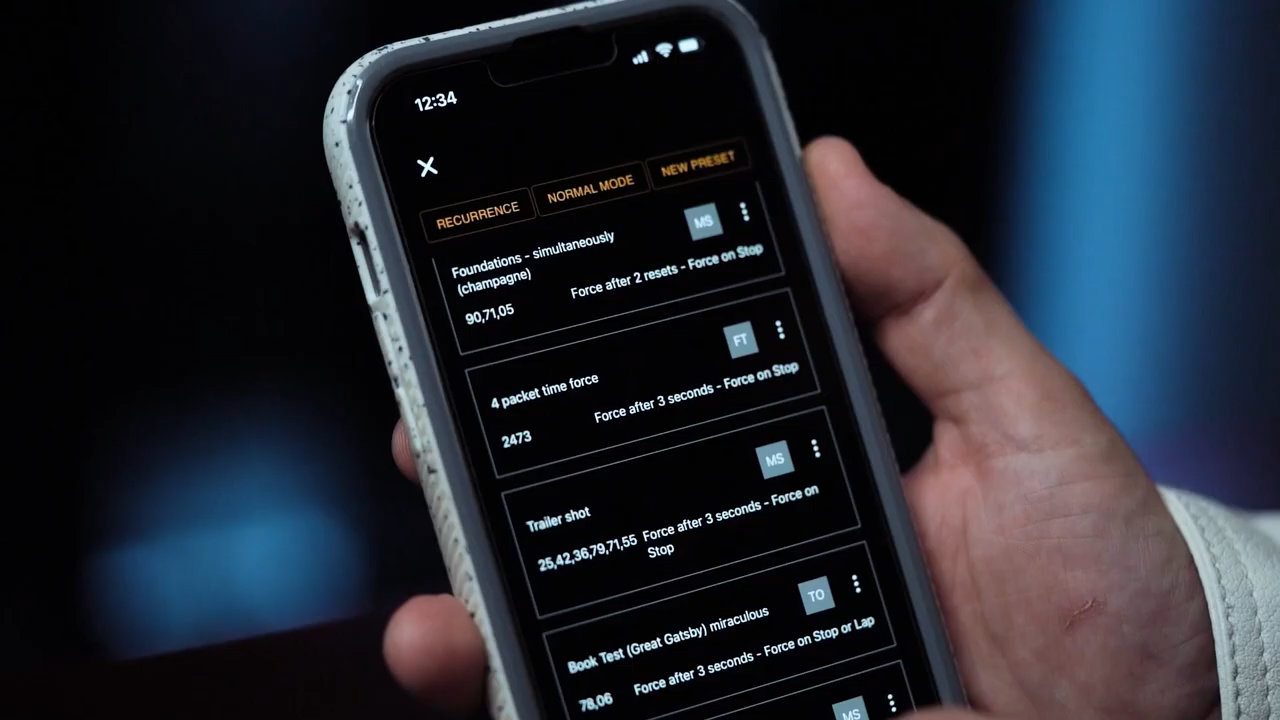 12:34
RECURRENCE
NORMAL MODE
NEW PRESET
Foundations - simultaneously
(champagne)
MS
90,71,05
Force after 2 resets - Force on Stop
FT
4 packet time force
2473
Force after 3 seconds - Force on Stop
MS
Trailer shot
25,42,36,79,71,55
Force after 3 seconds - Force on
Stop
TO
Book Test (Great Gatsby) miraculous
78,06
Force after 3 seconds - Force on Stop or Lap
MS